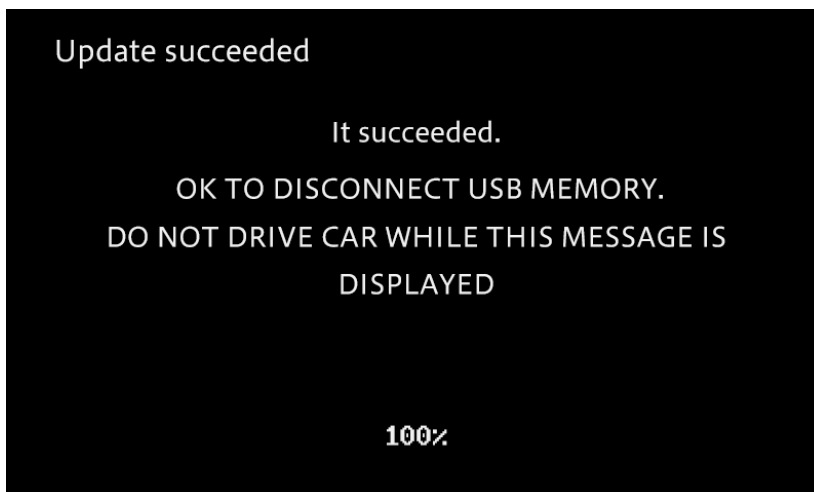 Update succeeded
It succeeded.
OK TO DISCONNECT USB MEMORY.
DO NOT DRIVE CAR WHILE THIS MESSAGE IS
DISPLAYED
100%